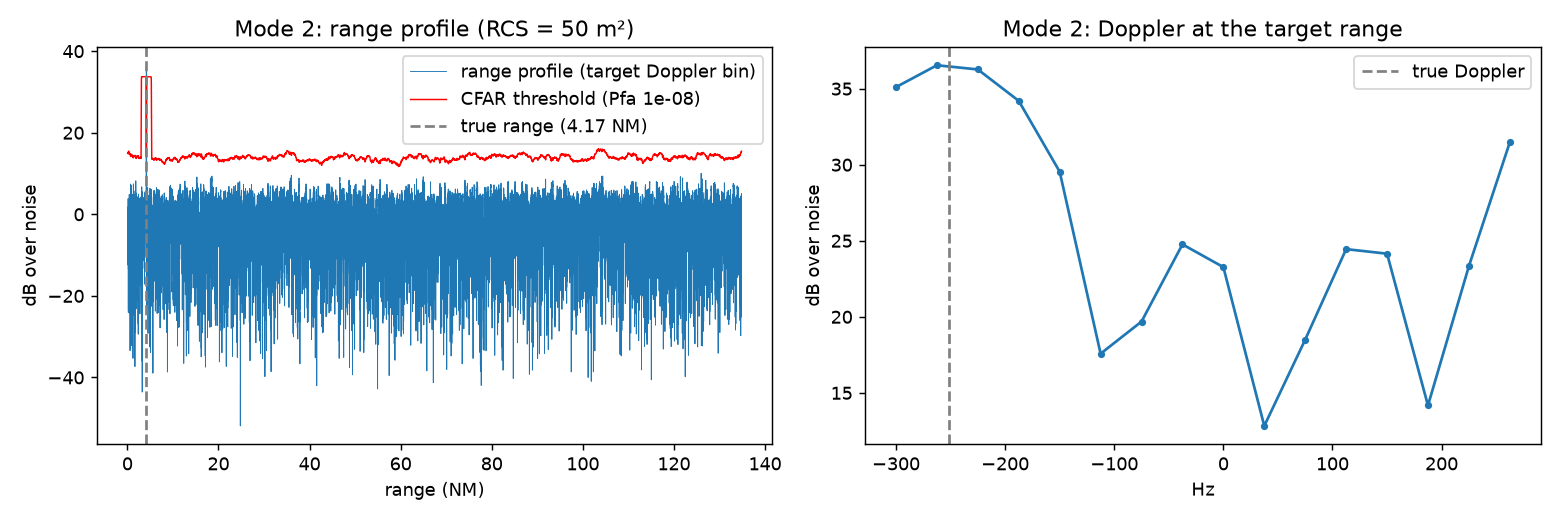 Mode 2: range profile (RCS = 50 m²)
40
20
0
−20
−40
dB over noise
range profile (target Doppler bin)
CFAR threshold (Pfa 1e-08)
true range (4.17 NM)
0 20 40 60 80 100 120 140
range (NM)
Mode 2: Doppler at the target range
35
30
25
20
15
dB over noise
true Doppler
−300 −200 −100 0 100 200
Hz